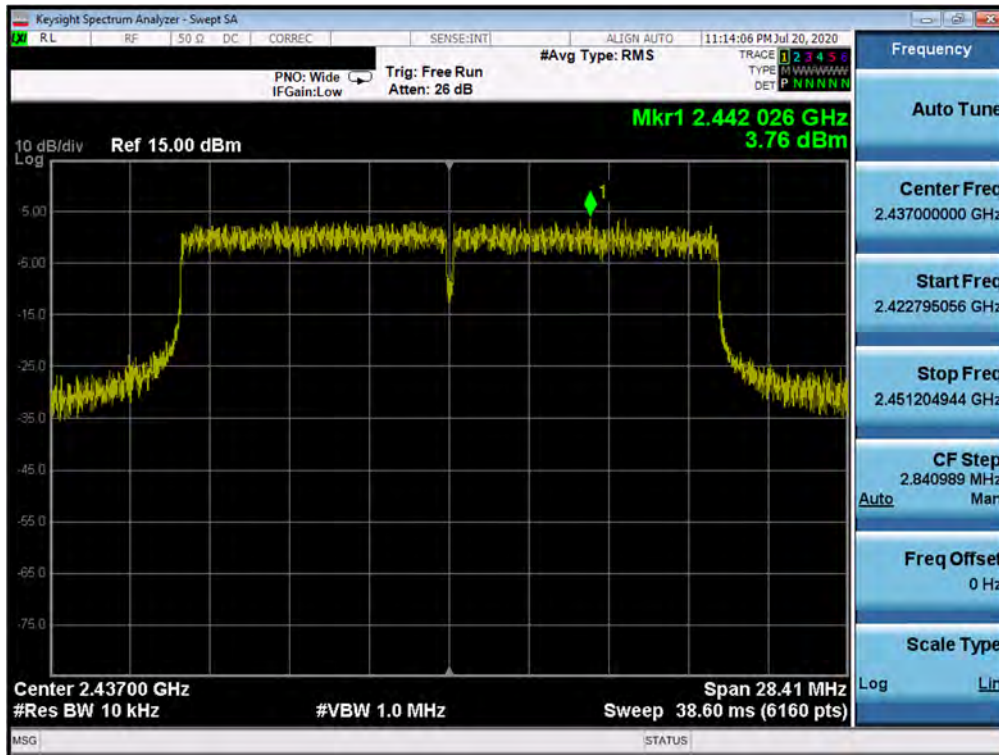 Keysight Spectrum Analyzer - Swept SA
LXI RL RF 50 Ω DC CORREC SENSE:INT ALIGN AUTO 11:14:06 PM Jul 20, 2020
PNO: Wide
IFGain:Low
Trig: Free Run
Atten: 26 dB
#Avg Type: RMS
TRACE 1 2 3 4 5 6
TYPE M WWWWW
DET P N N N N N
Mkr1 2.442 026 GHz
3.76 dBm
10 dB/div Ref 15.00 dBm
Log
1
5.00
-5.00
-15.0
-25.0
-35.0
-45.0
-55.0
-65.0
-75.0
Center 2.43700 GHz Span 28.41 MHz
#Res BW 10 kHz #VBW 1.0 MHz Sweep 38.60 ms (6160 pts)
MSG STATUS
Frequency
Auto Tune
Center Freq
2.437000000 GHz
Start Freq
2.422795056 GHz
Stop Freq
2.451204944 GHz
CF Step
2.840989 MHz
Auto Man
Freq Offset
0 Hz
Scale Type
Log Lin